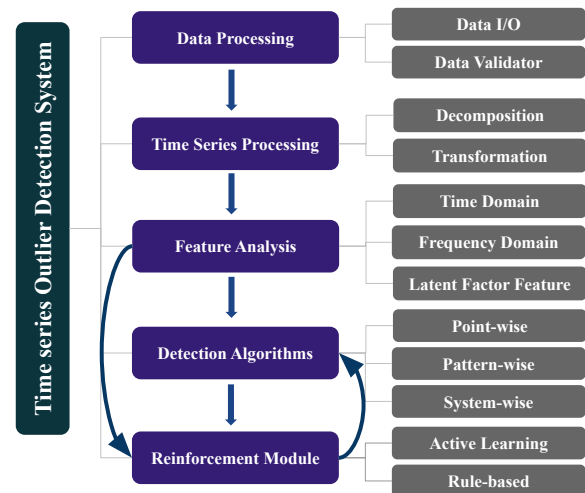 Time series Outlier Detection System
Data Processing
Data I/O
Data Validator
Time Series Processing
Decomposition
Transformation
Feature Analysis
Time Domain
Frequency Domain
Latent Factor Feature
Detection Algorithms
Point-wise
Pattern-wise
System-wise
Reinforcement Module
Active Learning
Rule-based